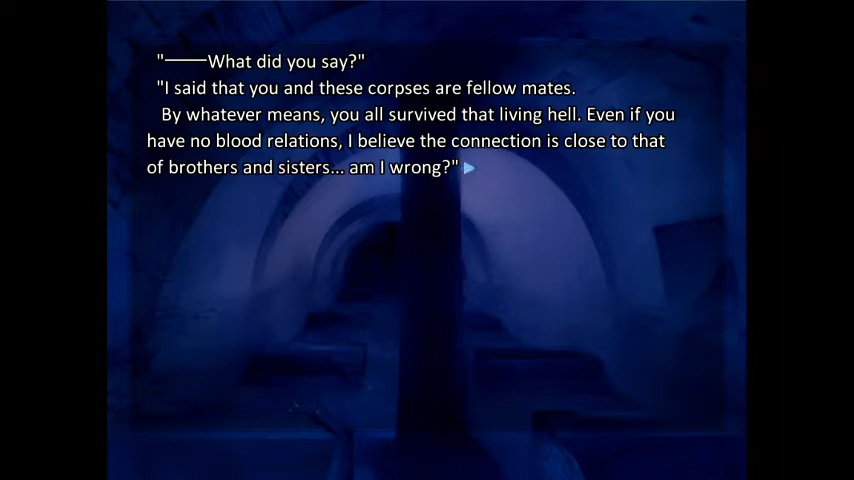 "――What did you say?"
"I said that you and these corpses are fellow mates.
By whatever means, you all survived that living hell. Even if you
have no blood relations, I believe the connection is close to that
of brothers and sisters... am I wrong?"